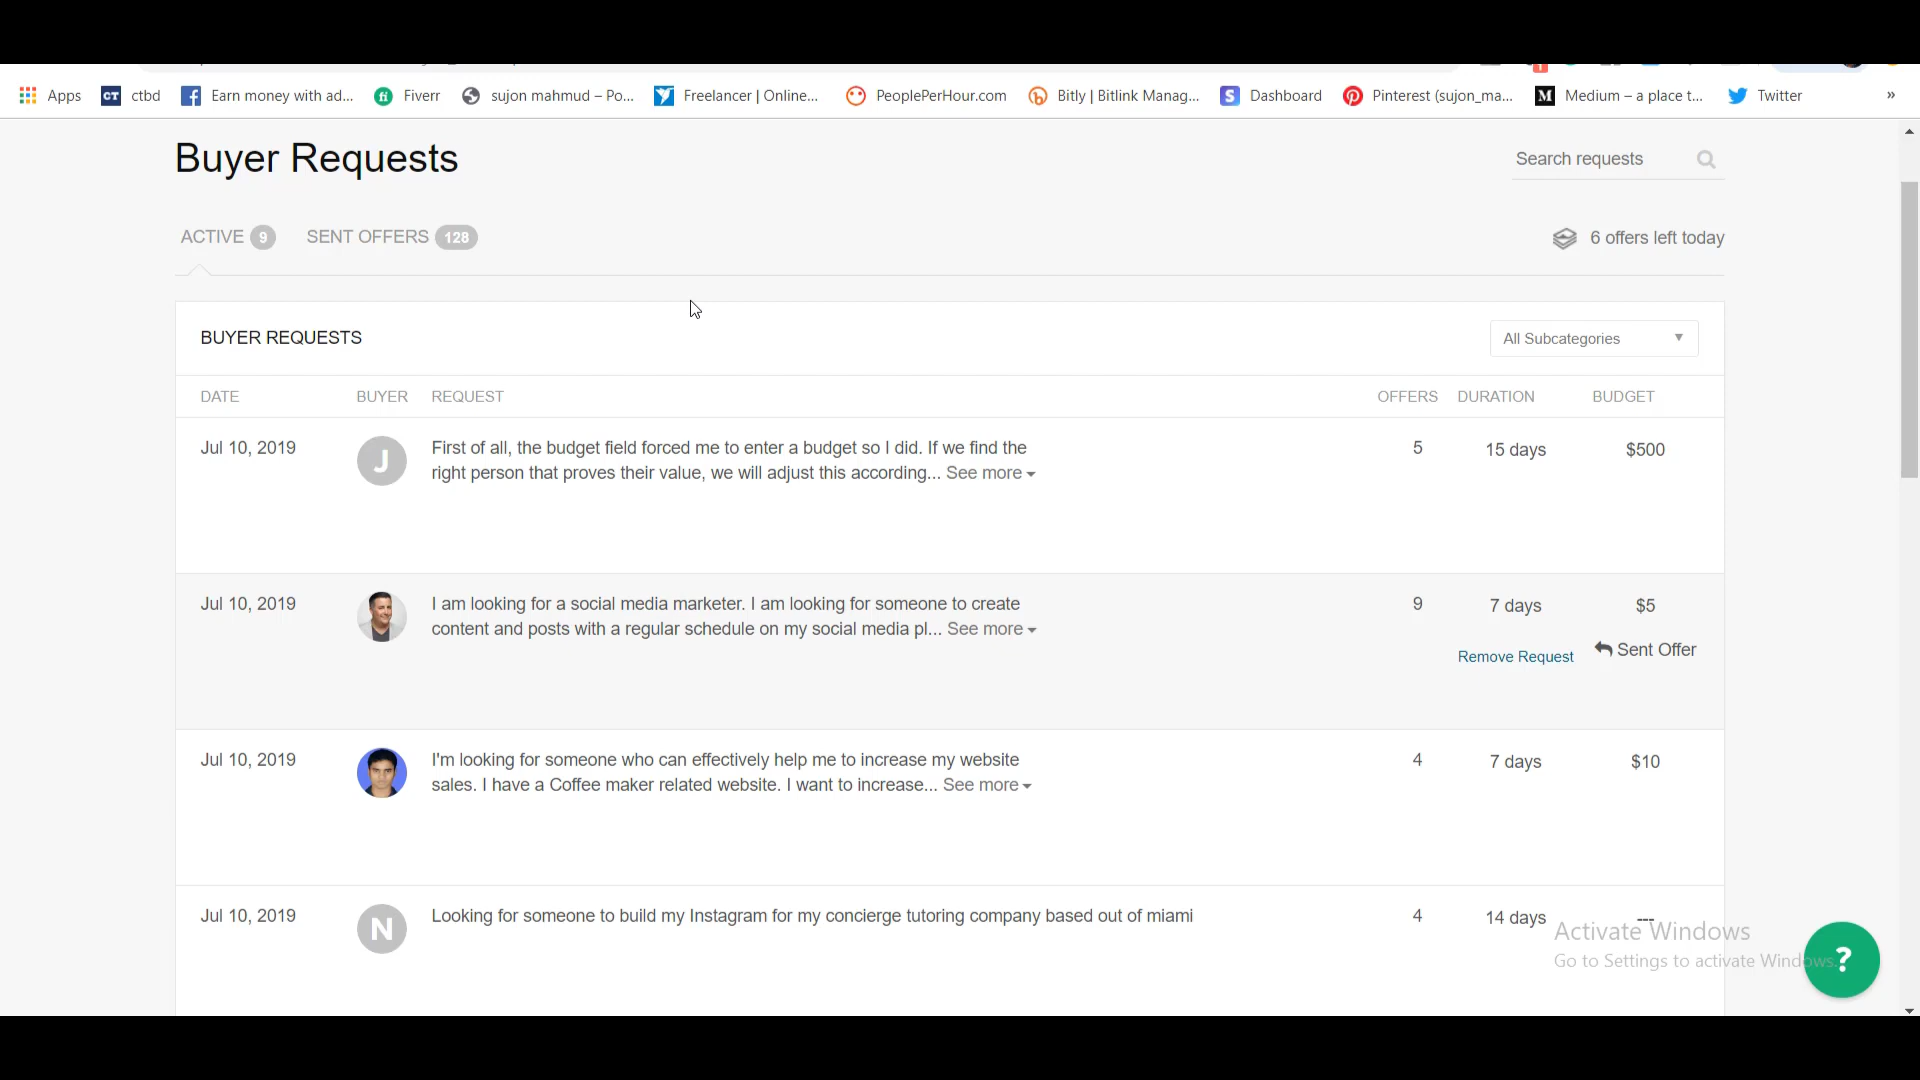 Apps ctbd Earn money with ad... Fiverr sujon mahmud – Po... Freelancer | Online... PeoplePerHour.com Bitly | Bitlink Manag... Dashboard Pinterest (sujon_ma... Medium – a place t... Twitter »
Buyer Requests
Search requests
ACTIVE 9 SENT OFFERS 128
6 offers left today
BUYER REQUESTS
All Subcategories
DATE BUYER REQUEST OFFERS DURATION BUDGET
Jul 10, 2019 J First of all, the budget field forced me to enter a budget so I did. If we find the 5 15 days $500
right person that proves their value, we will adjust this according... See more
Jul 10, 2019 I am looking for a social media marketer. I am looking for someone to create 9 7 days $5
content and posts with a regular schedule on my social media pl... See more
Remove Request Sent Offer
Jul 10, 2019 I'm looking for someone who can effectively help me to increase my website 4 7 days $10
sales. I have a Coffee maker related website. I want to increase... See more
Jul 10, 2019 N Looking for someone to build my Instagram for my concierge tutoring company based out of miami 4 14 days ---
Activate Windows
Go to Settings to activate Windows.
?